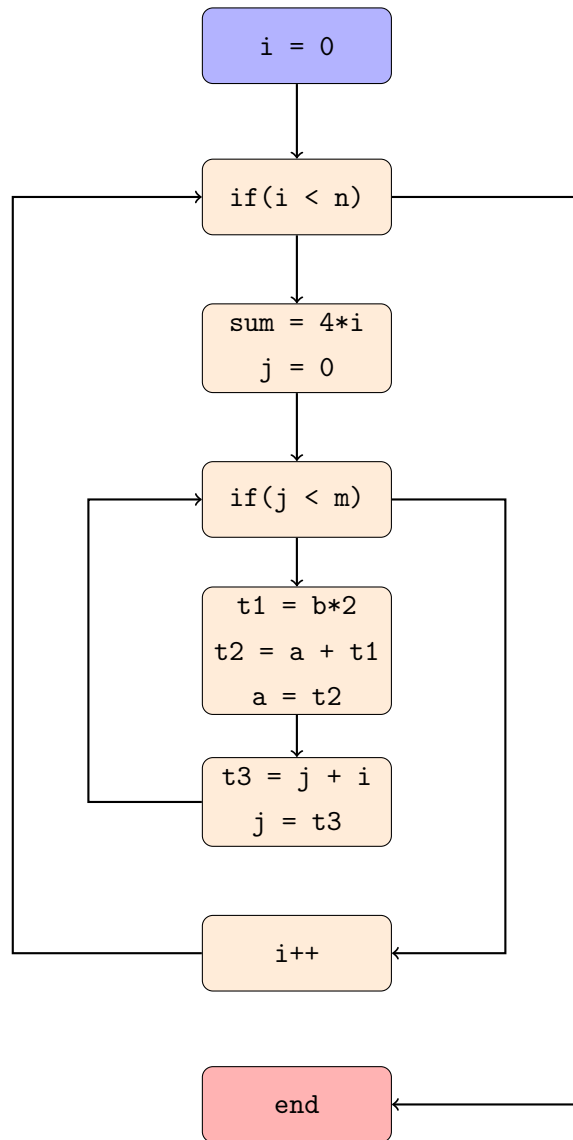 i = 0
if(i < n)
sum = 4*i
j = 0
if(j < m)
t1 = b*2
t2 = a + t1
a = t2
t3 = j + i
j = t3
i++
end